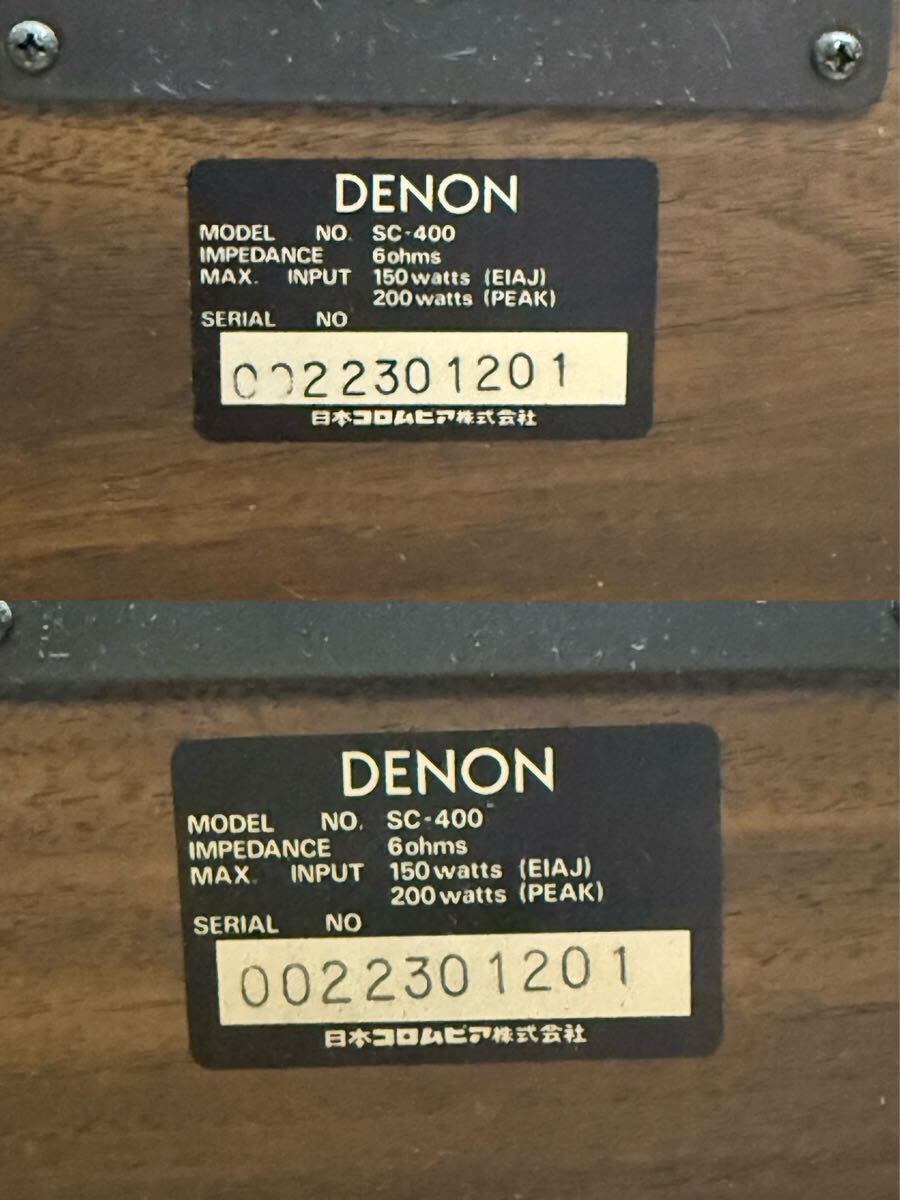 DENON
MODEL NO. SC-400
IMPEDANCE 6ohms
MAX. INPUT 150watts (EIAJ)
200watts (PEAK)
SERIAL NO
0022301201
日本コロムビア株式会社
DENON
MODEL NO. SC-400
IMPEDANCE 6ohms
MAX. INPUT 150watts (EIAJ)
200watts (PEAK)
SERIAL NO
0022301201
日本コロムビア株式会社